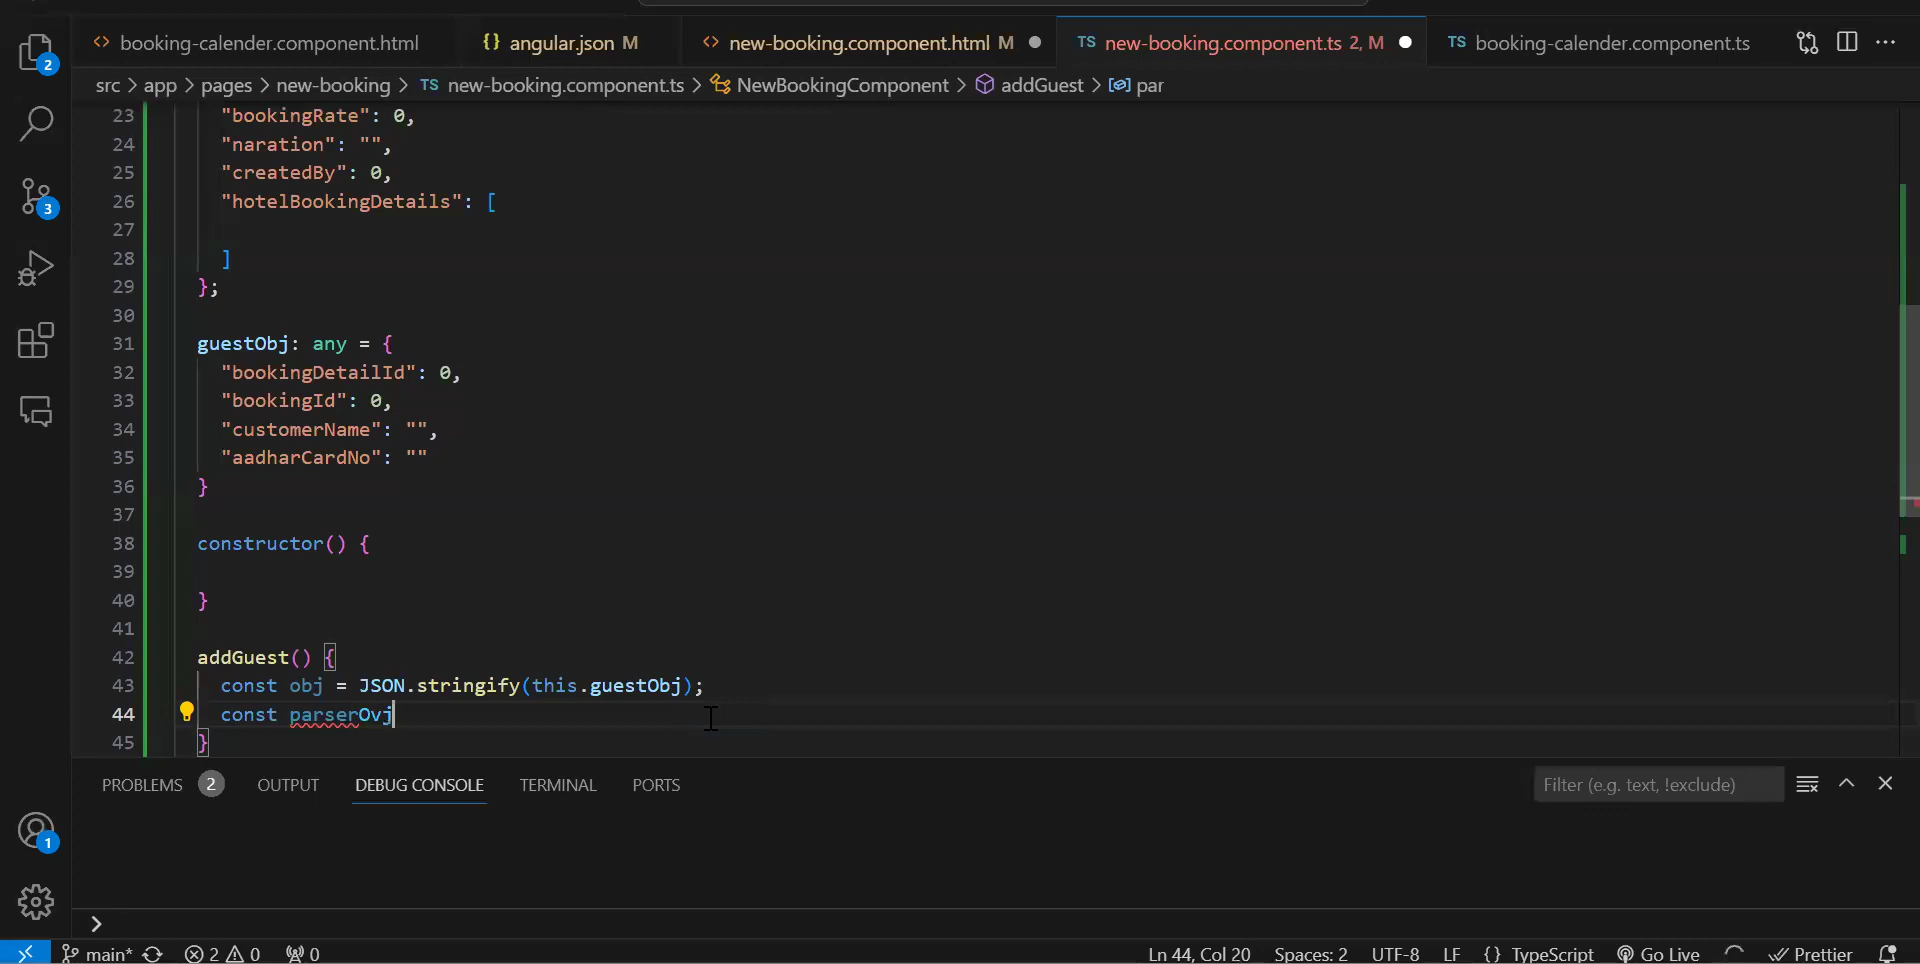 booking-calender.component.html
{} angular.json M
<> new-booking.component.html M
TS new-booking.component.ts 2, M
TS booking-calender.component.ts
src > app > pages > new-booking > TS new-booking.component.ts > NewBookingComponent > addGuest > par
23 "bookingRate": 0,
24 "naration": "",
25 "createdBy": 0,
26 "hotelBookingDetails": [
27
28 ]
29 };
30
31 guestObj: any = {
32 "bookingDetailId": 0,
33 "bookingId": 0,
34 "customerName": "",
35 "aadharCardNo": ""
36 }
37
38 constructor() {
39
40 }
41
42 addGuest() {
43 const obj = JSON.stringify(this.guestObj);
44 const parserOvj
45 }
2
3
1
PROBLEMS 2 OUTPUT DEBUG CONSOLE TERMINAL PORTS
Filter (e.g. text, !exclude)
>
main* 2 0 0 Ln 44, Col 20 Spaces: 2 UTF-8 LF {} TypeScript Go Live Prettier